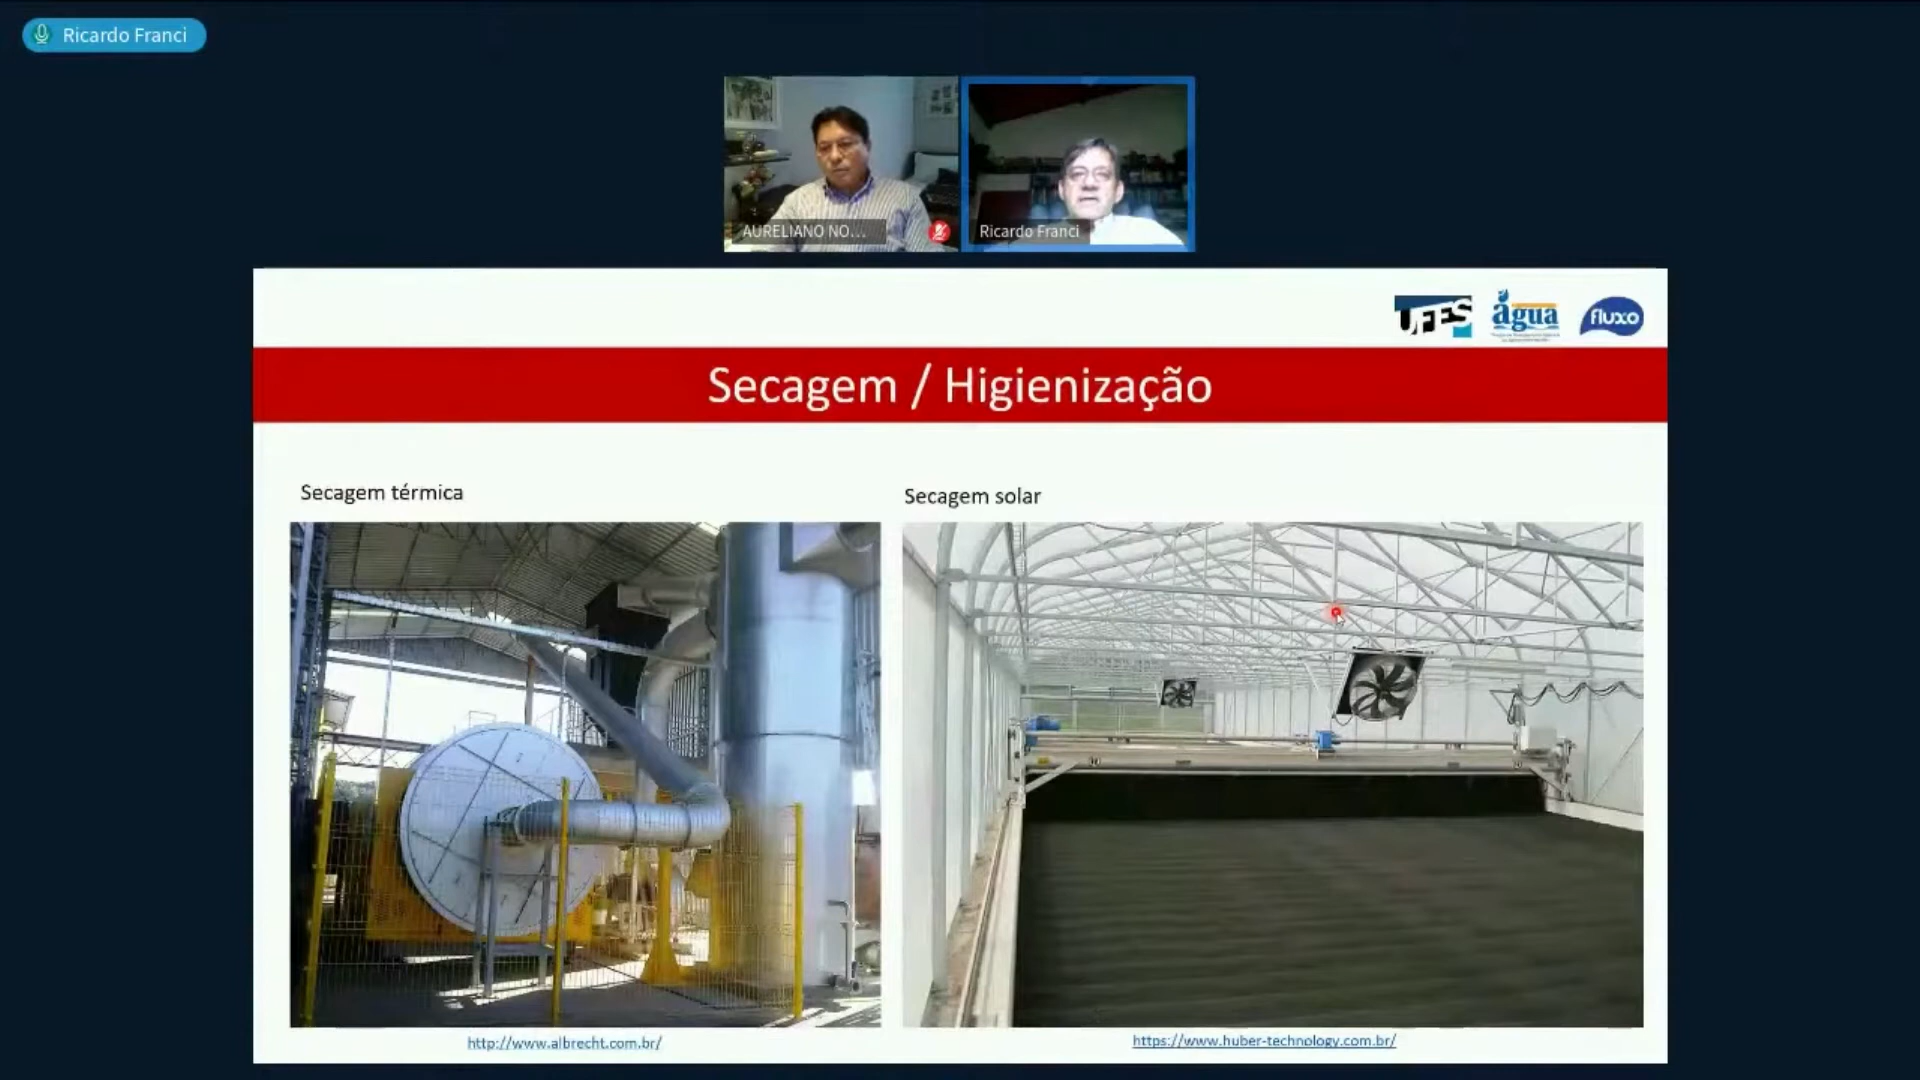 Ricardo Franci
AURELIANO NO...
Ricardo Franci
UFES
água
fluxo
Secagem / Higienização
Secagem térmica
Secagem solar
http://www.albrecht.com.br/
https://www.huber-technology.com.br/